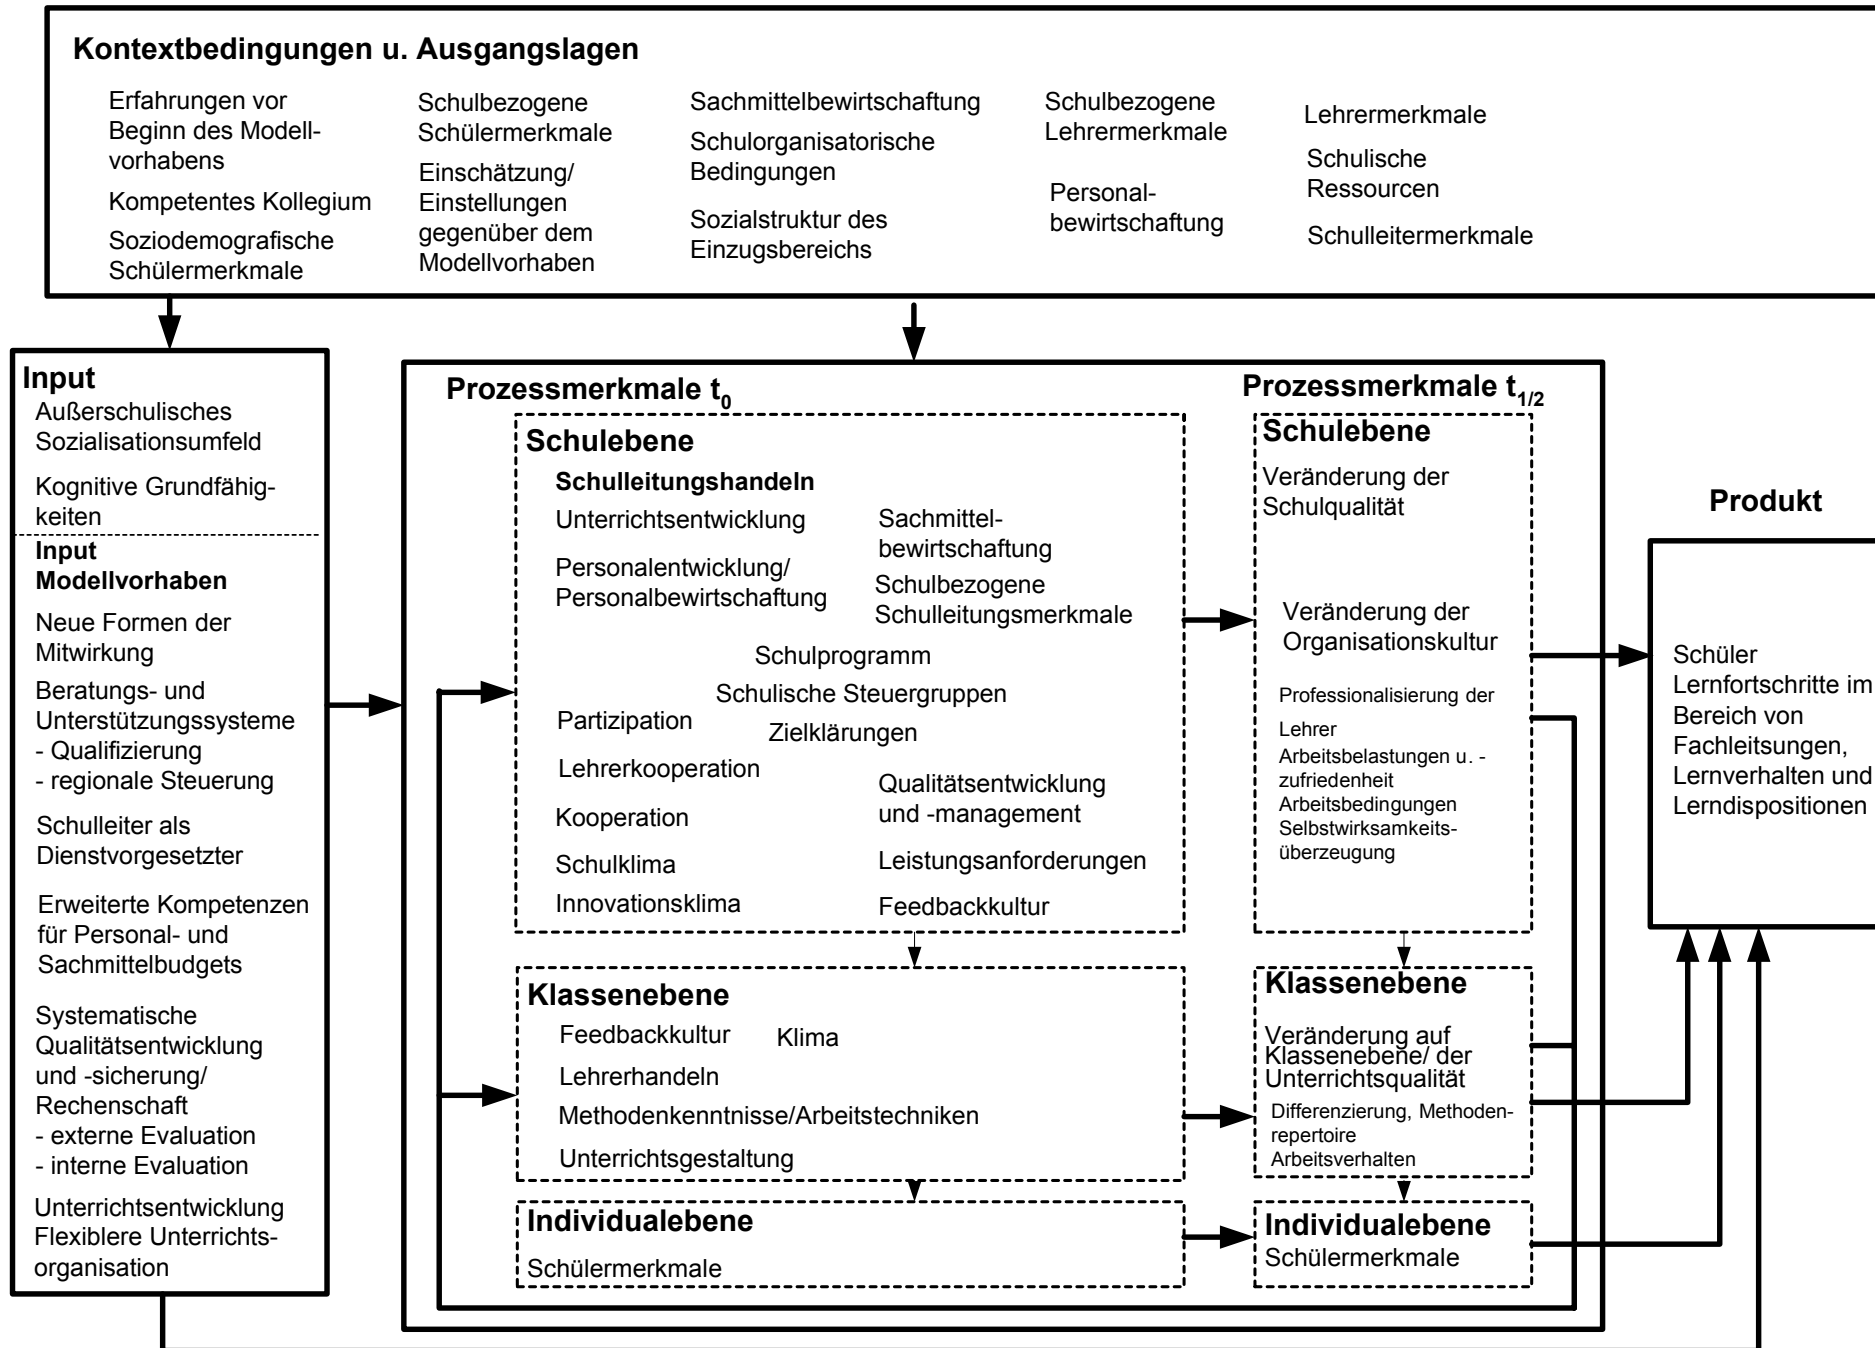 Kontextbedingungen u. Ausgangslagen
Erfahrungen vor
Beginn des Modell-
vorhabens
Kompetentes Kollegium
Soziodemografische
Schülermerkmale
Schulbezogene
Schülermerkmale
Einschätzung/
Einstellungen
gegenüber dem
Modellvorhaben
Sachmittelbewirtschaftung
Schulorganisatorische
Bedingungen
Sozialstruktur des
Einzugsbereichs
Schulbezogene
Lehrermerkmale
Personal-
bewirtschaftung
Lehrermerkmale
Schulische
Ressourcen
Schulleitermerkmale
Input
Außerschulisches
Sozialisationsumfeld
Kognitive Grundfähig-
keiten
Input
Modellvorhaben
Neue Formen der
Mitwirkung
Beratungs- und
Unterstützungssysteme
- Qualifizierung
- regionale Steuerung
Schulleiter als
Dienstvorgesetzter
Erweiterte Kompetenzen
für Personal- und
Sachmittelbudgets
Systematische
Qualitätsentwicklung
und -sicherung/
Rechenschaft
- externe Evaluation
- interne Evaluation
Unterrichtsentwicklung
Flexiblere Unterrichts-
organisation
Prozessmerkmale t0
Schulebene
Schulleitungshandeln
Unterrichtsentwicklung
Personalentwicklung/
Personalbewirtschaftung
Sachmittel-
bewirtschaftung
Schulbezogene
Schulleitungsmerkmale
Schulprogramm
Schulische Steuergruppen
Partizipation
Zielklärungen
Lehrerkooperation
Kooperation
Schulklima
Innovationsklima
Qualitätsentwicklung
und -management
Leistungsanforderungen
Feedbackkultur
Klassenebene
Feedbackkultur
Klima
Lehrerhandeln
Methodenkenntnisse/Arbeitstechniken
Unterrichtsgestaltung
Individualebene
Schülermerkmale
Prozessmerkmale t1/2
Schulebene
Veränderung der
Schulqualität
Veränderung der
Organisationskultur
Professionalisierung der
Lehrer
Arbeitsbelastungen u. -
zufriedenheit
Arbeitsbedingungen
Selbstwirksamkeits-
überzeugung
Klassenebene
Veränderung auf
Klassenebene/ der
Unterrichtsqualität
Differenzierung, Methoden-
repertoire
Arbeitsverhalten
Individualebene
Schülermerkmale
Produkt
Schüler
Lernfortschritte im
Bereich von
Fachleitsungen,
Lernverhalten und
Lerndispositionen